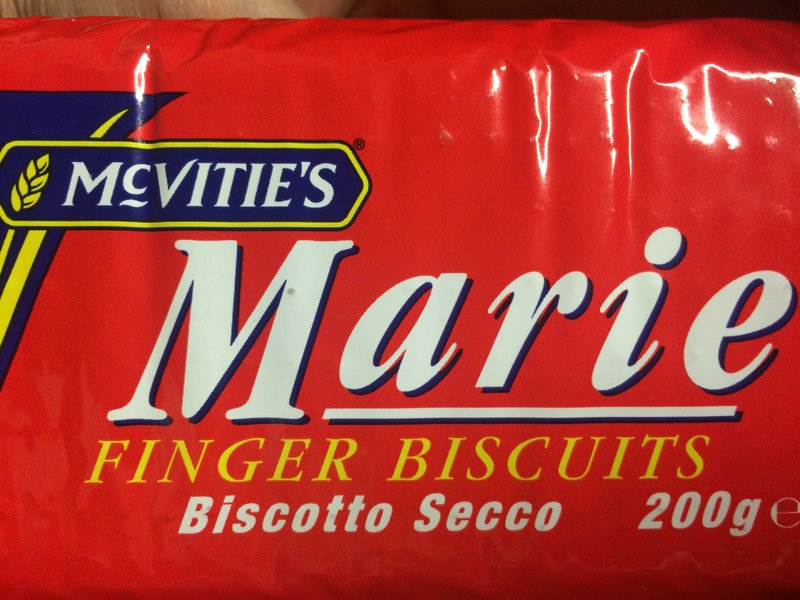 McVITIE'S®
Marie
FINGER BISCUITS
Biscotto Secco 200g ℮